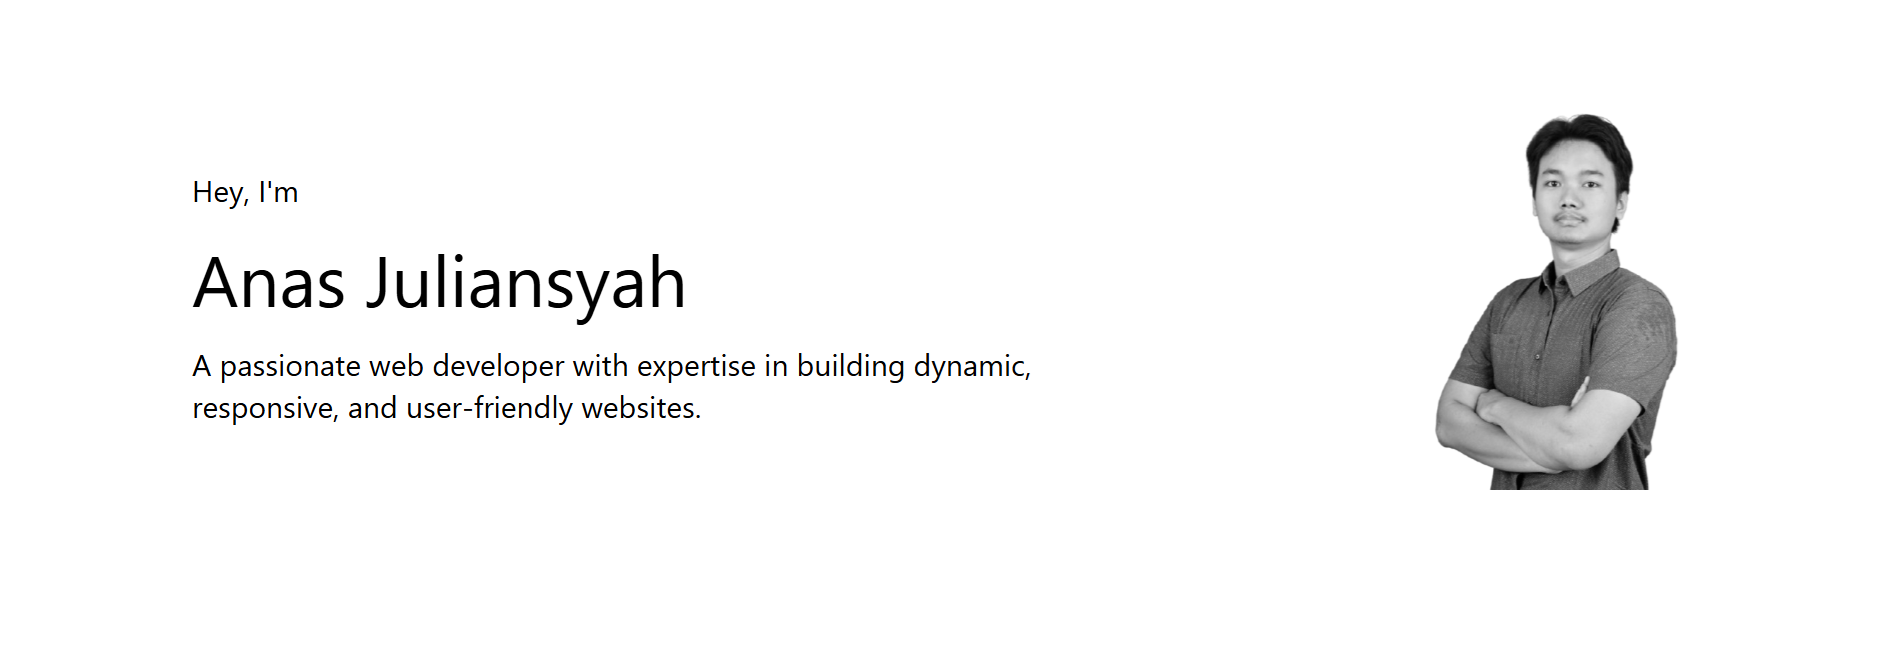 Hey, I'm
Anas Juliansyah
A passionate web developer with expertise in building dynamic,
responsive, and user-friendly websites.